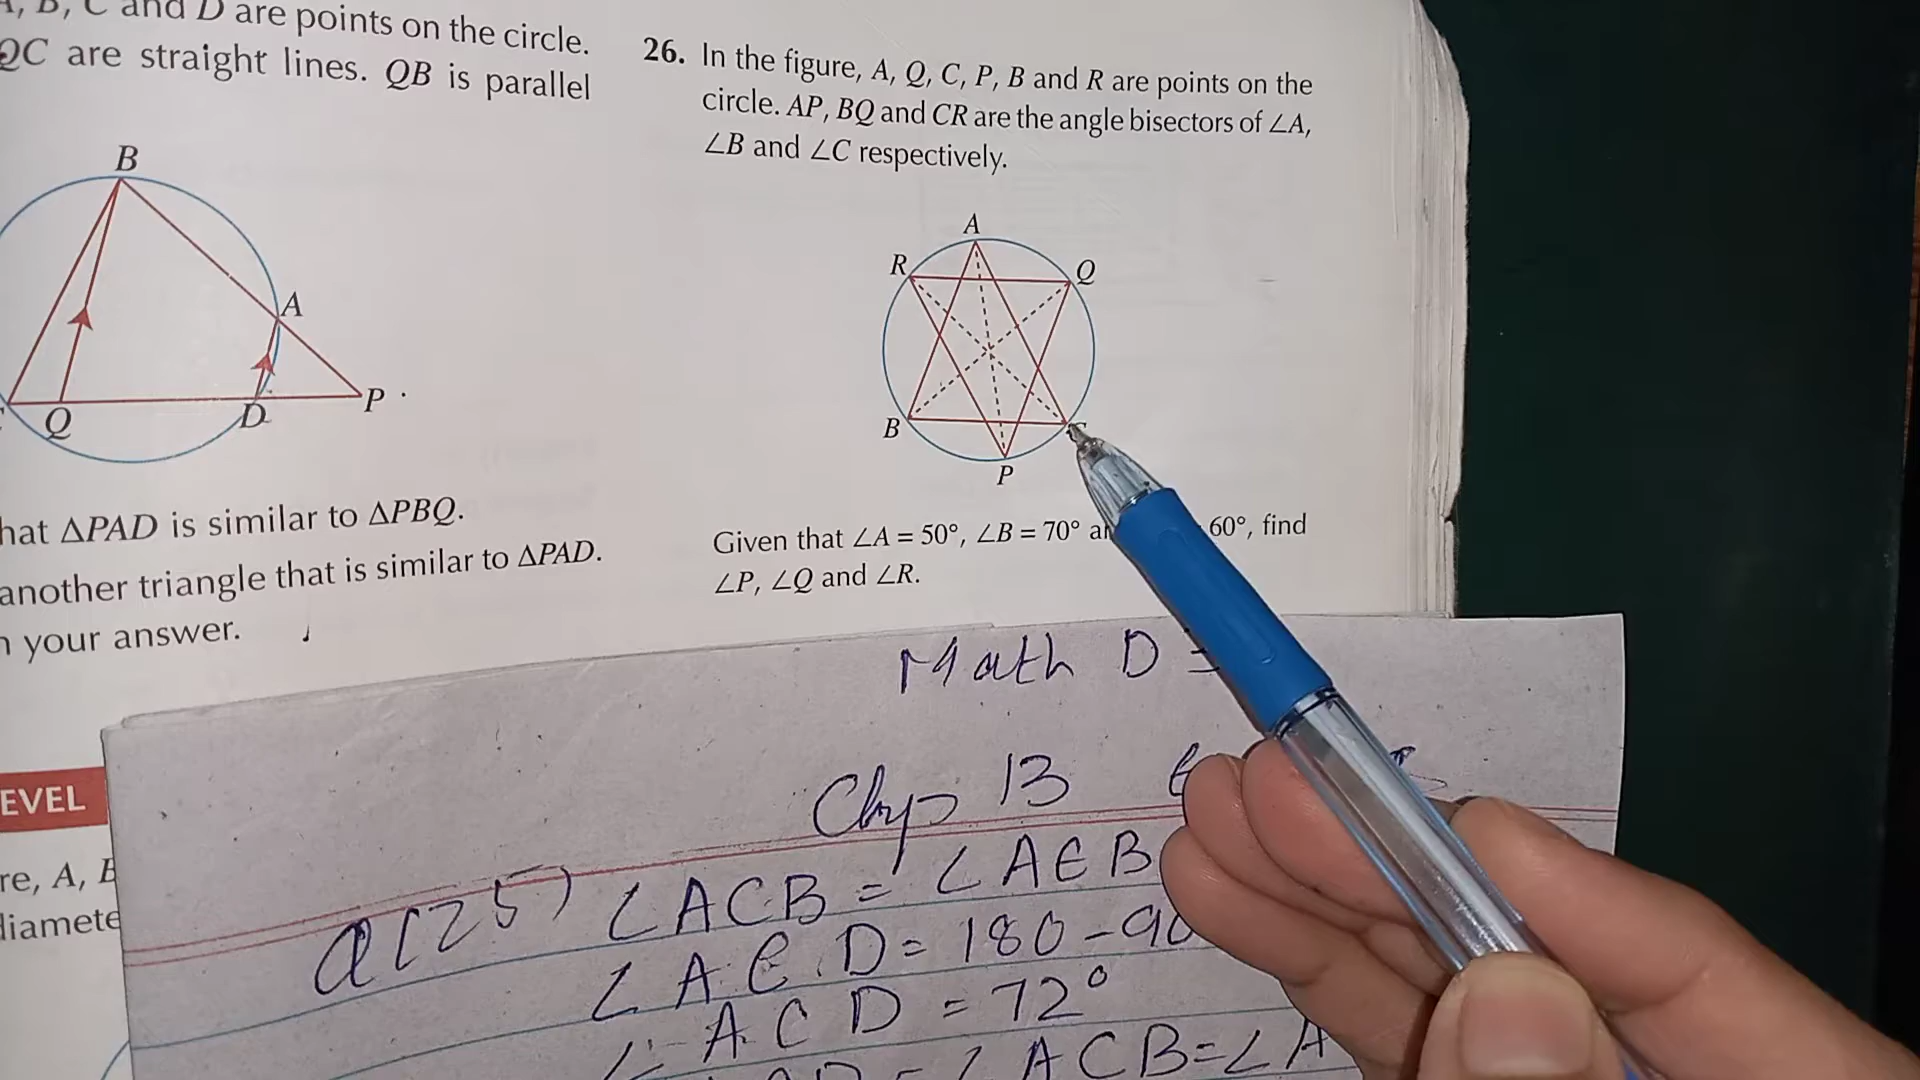 B, C and D are points on the circle.
QC are straight lines. QB is parallel
B
A
Q
D
P
hat ΔPAD is similar to ΔPBQ.
another triangle that is similar to ΔPAD.
your answer.
EVEL
re, A, B
diamete
26. In the figure, A, Q, C, P, B and R are points on the
circle. AP, BQ and CR are the angle bisectors of ∠A,
∠B and ∠C respectively.
A
R
Q
B
P
Given that ∠A = 50°, ∠B = 70° 60°, find
∠P, ∠Q and ∠R.
Math D
Chp 13
Q(25) ∠ACB = ∠AEB
∠ACD = 180 - 90
ACD = 72°
∠ACB = ∠A